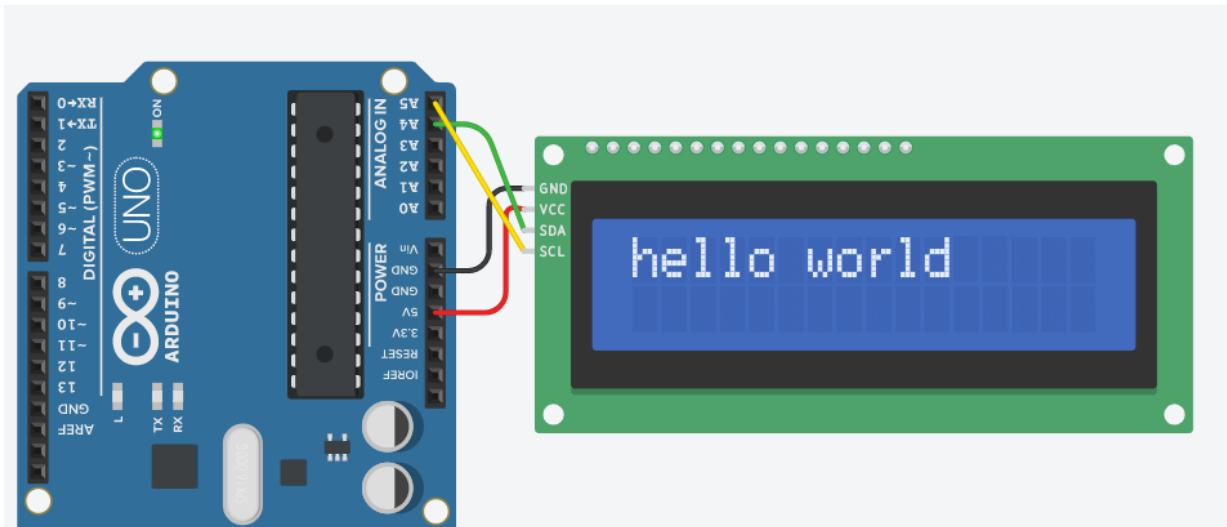 RX←0
TX→1
2
~3
4
~5
~6
7
8
~9
~10
~11
12
13
GND
AREF
DIGITAL (PWM~)
ON
UNO
ARDUINO
L
TX
RX
ANALOG IN
A5
A4
A3
A2
A1
A0
POWER
Vin
GND
GND
5V
3.3V
RESET
IOREF
GND
VCC
SDA
SCL
hello world